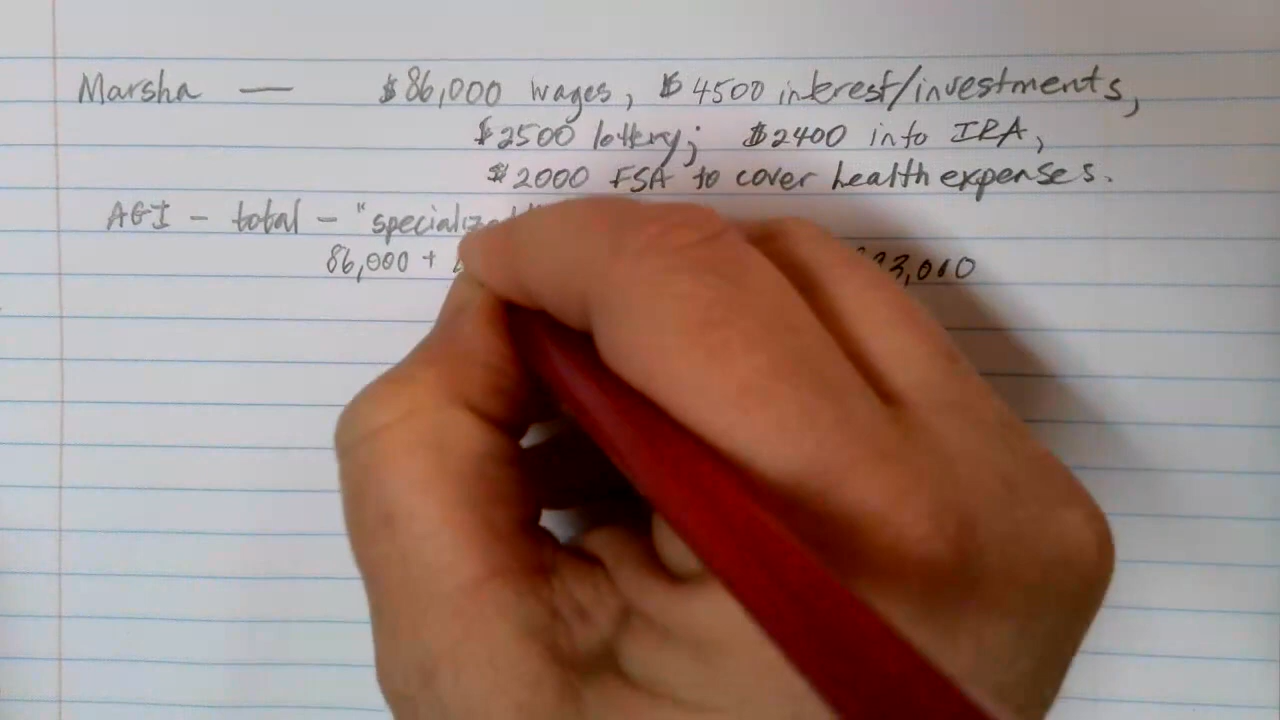 Marsha — $86,000 wages, $4500 interest/investments,
$2500 lottery; $2400 into IRA,
$2000 FSA to cover health expenses.
AGI - total - "specialized"
86,000 +